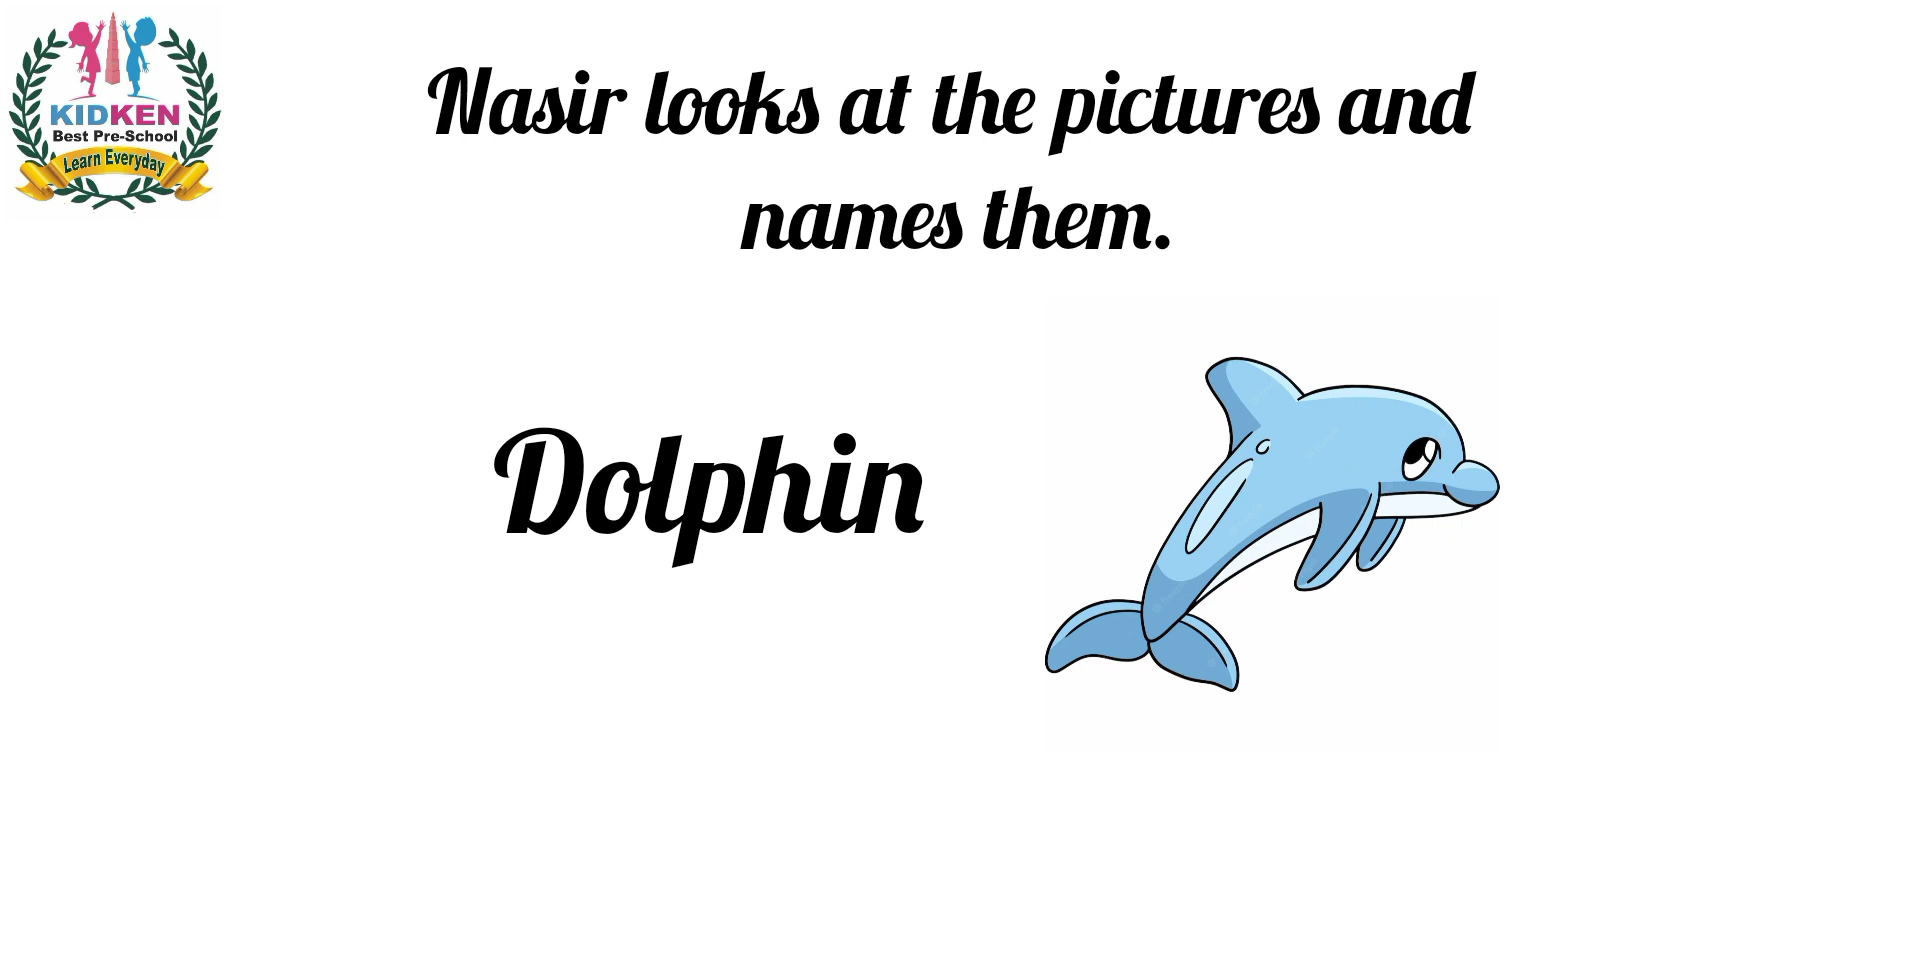 KIDKEN
Best Pre-School
Learn Everyday
Nasir looks at the pictures and
names them.
Dolphin